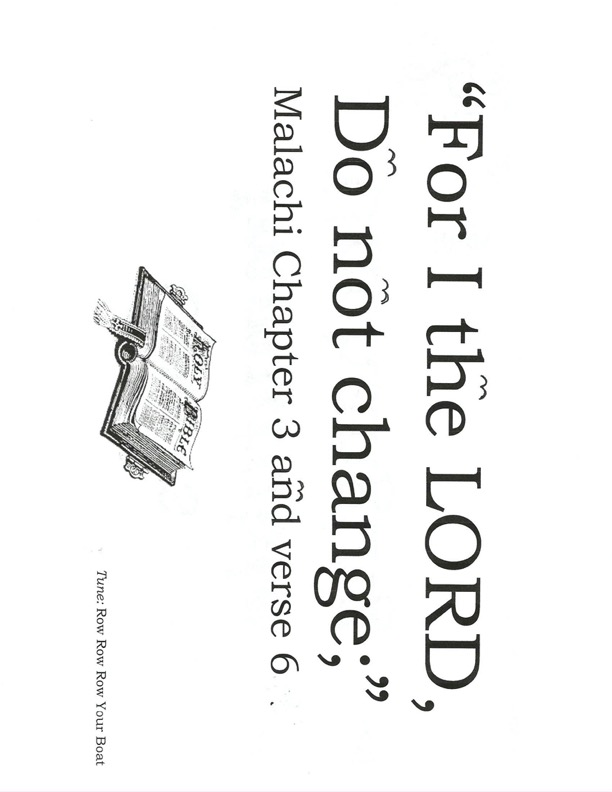 “For I the LORD,
Do not change;”
Malachi Chapter 3 and verse 6
HOLY BIBLE
Tune: Row Row Row Your Boat